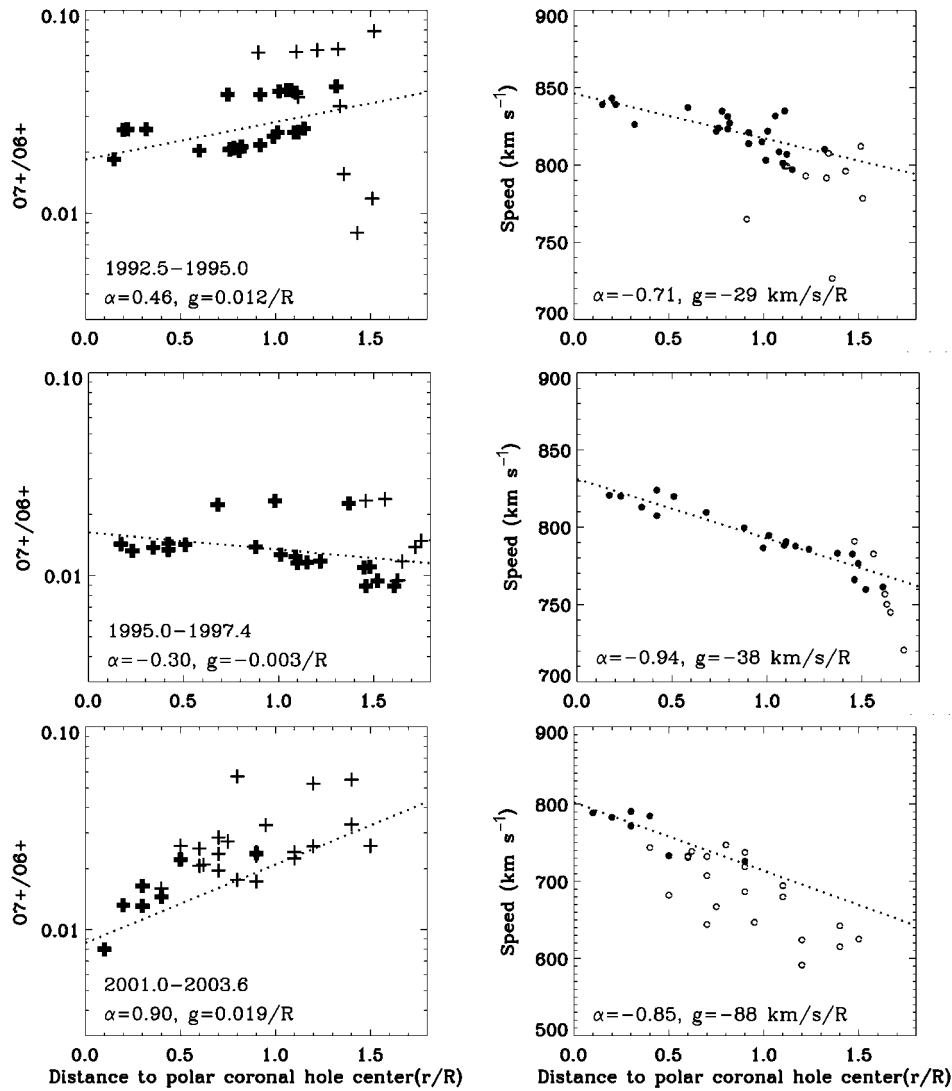 0.10
O7+/O6+
0.01
1992.5−1995.0
α=0.46, g=0.012/R
0.0 0.5 1.0 1.5
900
850
Speed (km s⁻¹)
800
750
700
α=−0.71, g=−29 km/s/R
0.0 0.5 1.0 1.5
0.10
O7+/O6+
0.01
1995.0−1997.4
α=−0.30, g=−0.003/R
0.0 0.5 1.0 1.5
900
850
Speed (km s⁻¹)
800
750
700
α=−0.94, g=−38 km/s/R
0.0 0.5 1.0 1.5
0.10
O7+/O6+
0.01
2001.0−2003.6
α=0.90, g=0.019/R
0.0 0.5 1.0 1.5
Distance to polar coronal hole center(r/R)
900
Speed (km s⁻¹)
800
700
600
500
α=−0.85, g=−88 km/s/R
0.0 0.5 1.0 1.5
Distance to polar coronal hole center(r/R)